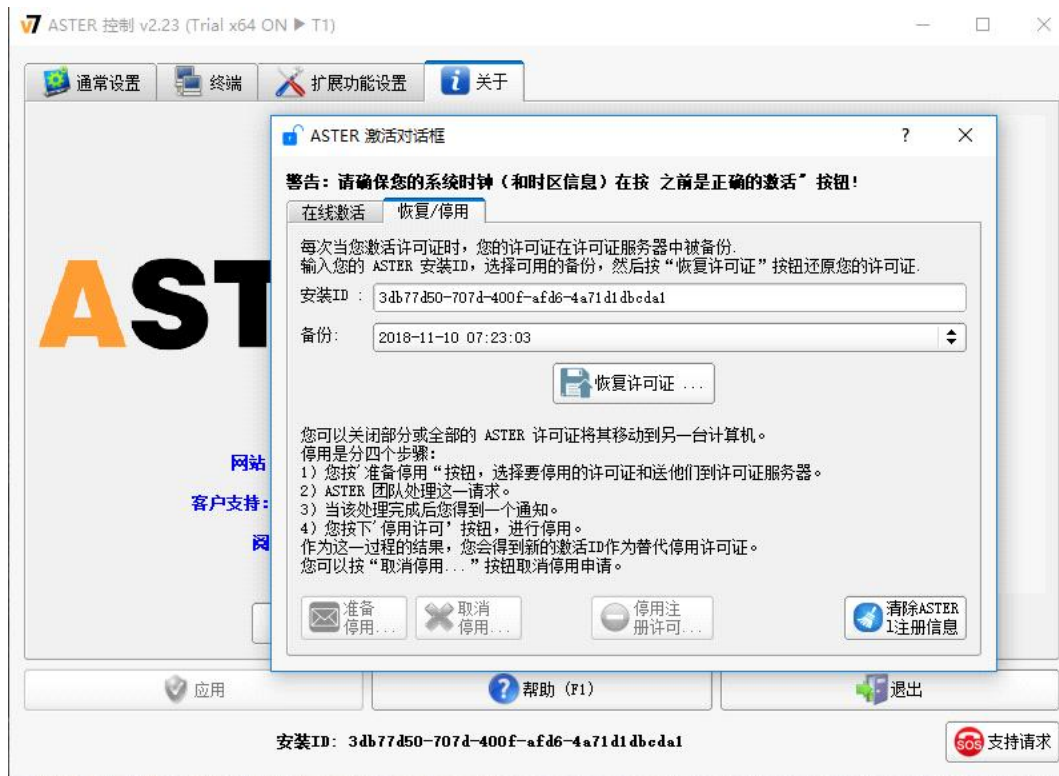 ASTER 控制 v2.23 (Trial x64 ON ▶ T1)
通常设置 终端 扩展功能设置 关于
AST
ASTER 激活对话框
警告：请确保您的系统时钟（和时区信息）在按 之前是正确的激活” 按钮!
在线激活 恢复/停用
每次当您激活许可证时，您的许可证在许可证服务器中被备份.
输入您的 ASTER 安装ID，选择可用的备份，然后按“恢复许可证”按钮还原您的许可证.
安装ID : 3db77d50-707d-400f-afd6-4a71d1dbcda1
备份: 2018-11-10 07:23:03
恢复许可证 ...
您可以关闭部分或全部的 ASTER 许可证将其移动到另一台计算机。
停用是分四个步骤:
1) 您按'准备停用“按钮，选择要停用的许可证和送他们到许可证服务器。
2) ASTER 团队处理这一请求。
3) 当该处理完成后您得到一个通知。
4) 您按下'停用许可’按钮，进行停用。
作为这一过程的结果，您会得到新的激活ID作为替代停用许可证。
您可以按“取消停用...”按钮取消停用申请。
准备
停用...
取消
停用...
停用注
册许可...
清除ASTER
1注册信息
网站
客户支持:
应用 帮助 (F1) 退出
安装ID: 3db77d50-707d-400f-afd6-4a71d1dbcda1
SOS 支持请求